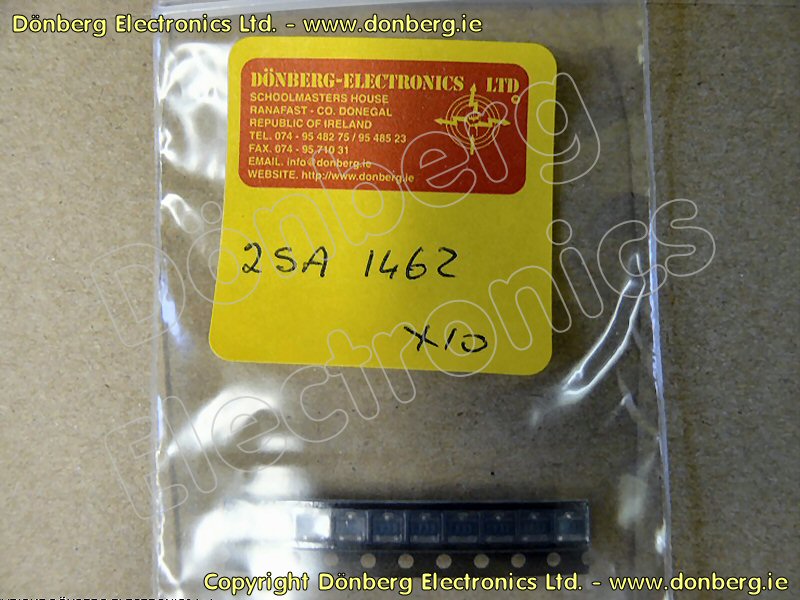 Dönberg Electronics Ltd. - www.donberg.ie
DÖNBERG-ELECTRONICS LTD
SCHOOLMASTERS HOUSE
RANAFAST - CO. DONEGAL
REPUBLIC OF IRELAND
TEL. 074 - 95 482 75 / 95 485 23
FAX. 074 - 95 710 31
EMAIL. info@donberg.ie
WEBSITE. http://www.donberg.ie
2SA 1462
X10
Dönberg
Electronics
Copyright Dönberg Electronics Ltd. - www.donberg.ie